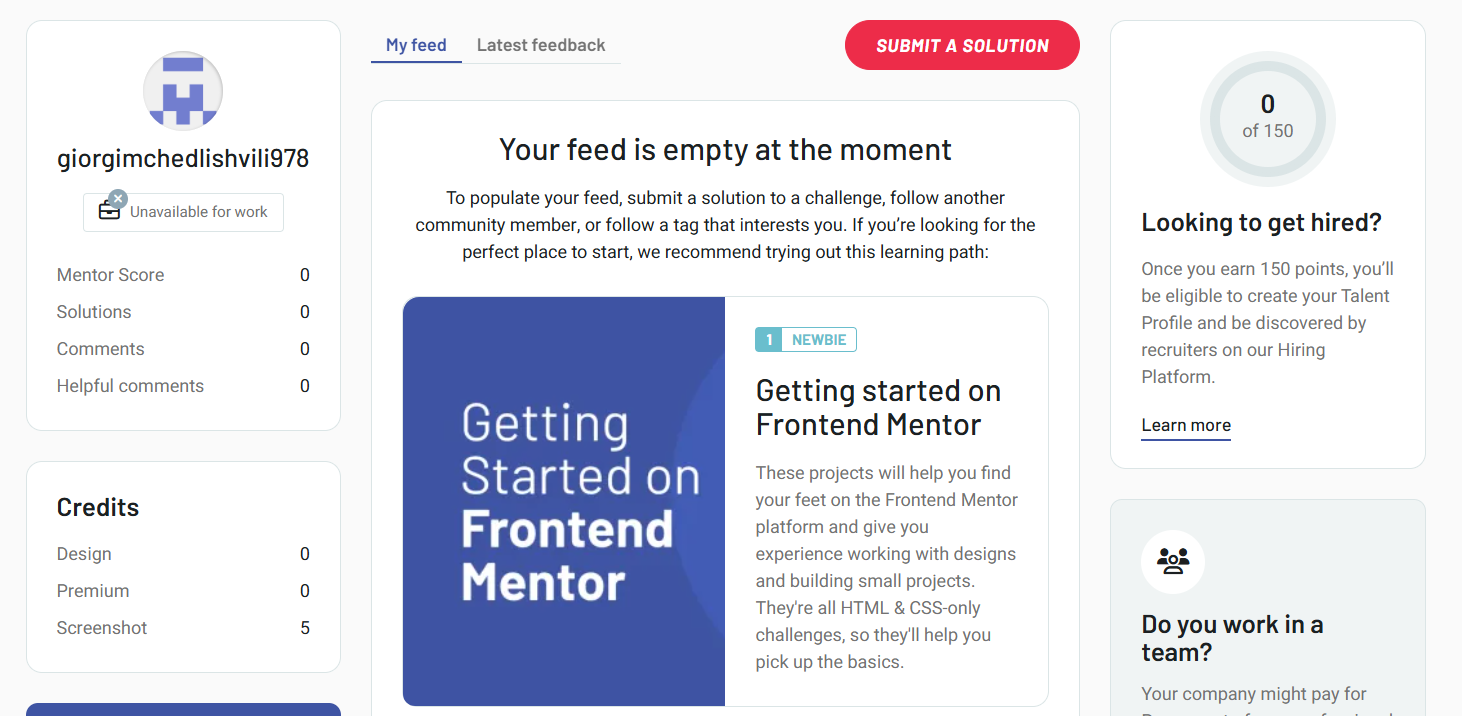 giorgimchedlishvili978
Unavailable for work
Mentor Score 0
Solutions 0
Comments 0
Helpful comments 0
Credits
Design 0
Premium 0
Screenshot 5
My feed
Latest feedback
SUBMIT A SOLUTION
Your feed is empty at the moment
To populate your feed, submit a solution to a challenge, follow another
community member, or follow a tag that interests you. If you’re looking for the
perfect place to start, we recommend trying out this learning path:
Getting
Started on
Frontend
Mentor
1 NEWBIE
Getting started on
Frontend Mentor
These projects will help you find
your feet on the Frontend Mentor
platform and give you
experience working with designs
and building small projects.
They're all HTML & CSS-only
challenges, so they'll help you
pick up the basics.
0
of 150
Looking to get hired?
Once you earn 150 points, you’ll
be eligible to create your Talent
Profile and be discovered by
recruiters on our Hiring
Platform.
Learn more
Do you work in a
team?
Your company might pay for